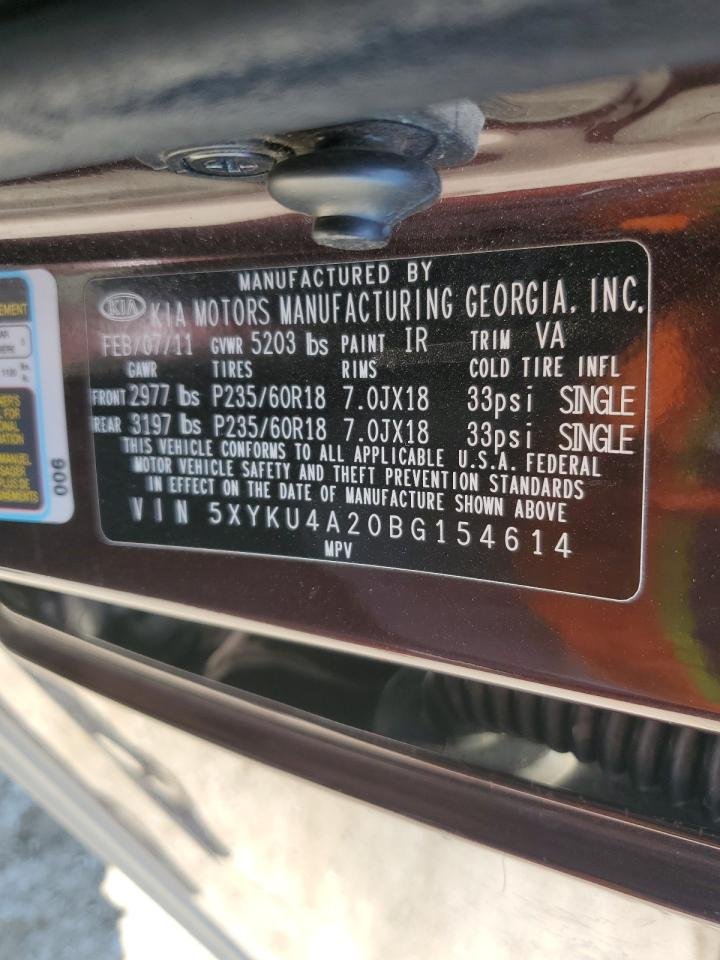 MANUFACTURED BY
KIA KIA MOTORS MANUFACTURING GEORGIA, INC.
FEB/07/11 GVWR 5203 lbs PAINT IR TRIM VA
GAWR TIRES RIMS COLD TIRE INFL
FRONT 2977 lbs P235/60R18 7.0JX18 33psi SINGLE
REAR 3197 lbs P235/60R18 7.0JX18 33psi SINGLE
THIS VEHICLE CONFORMS TO ALL APPLICABLE U.S.A. FEDERAL
MOTOR VEHICLE SAFETY AND THEFT PREVENTION STANDARDS
IN EFFECT ON THE DATE OF MANUFACTURE SHOWN ABOVE
VIN 5XYKU4A20BG154614
MPV
006